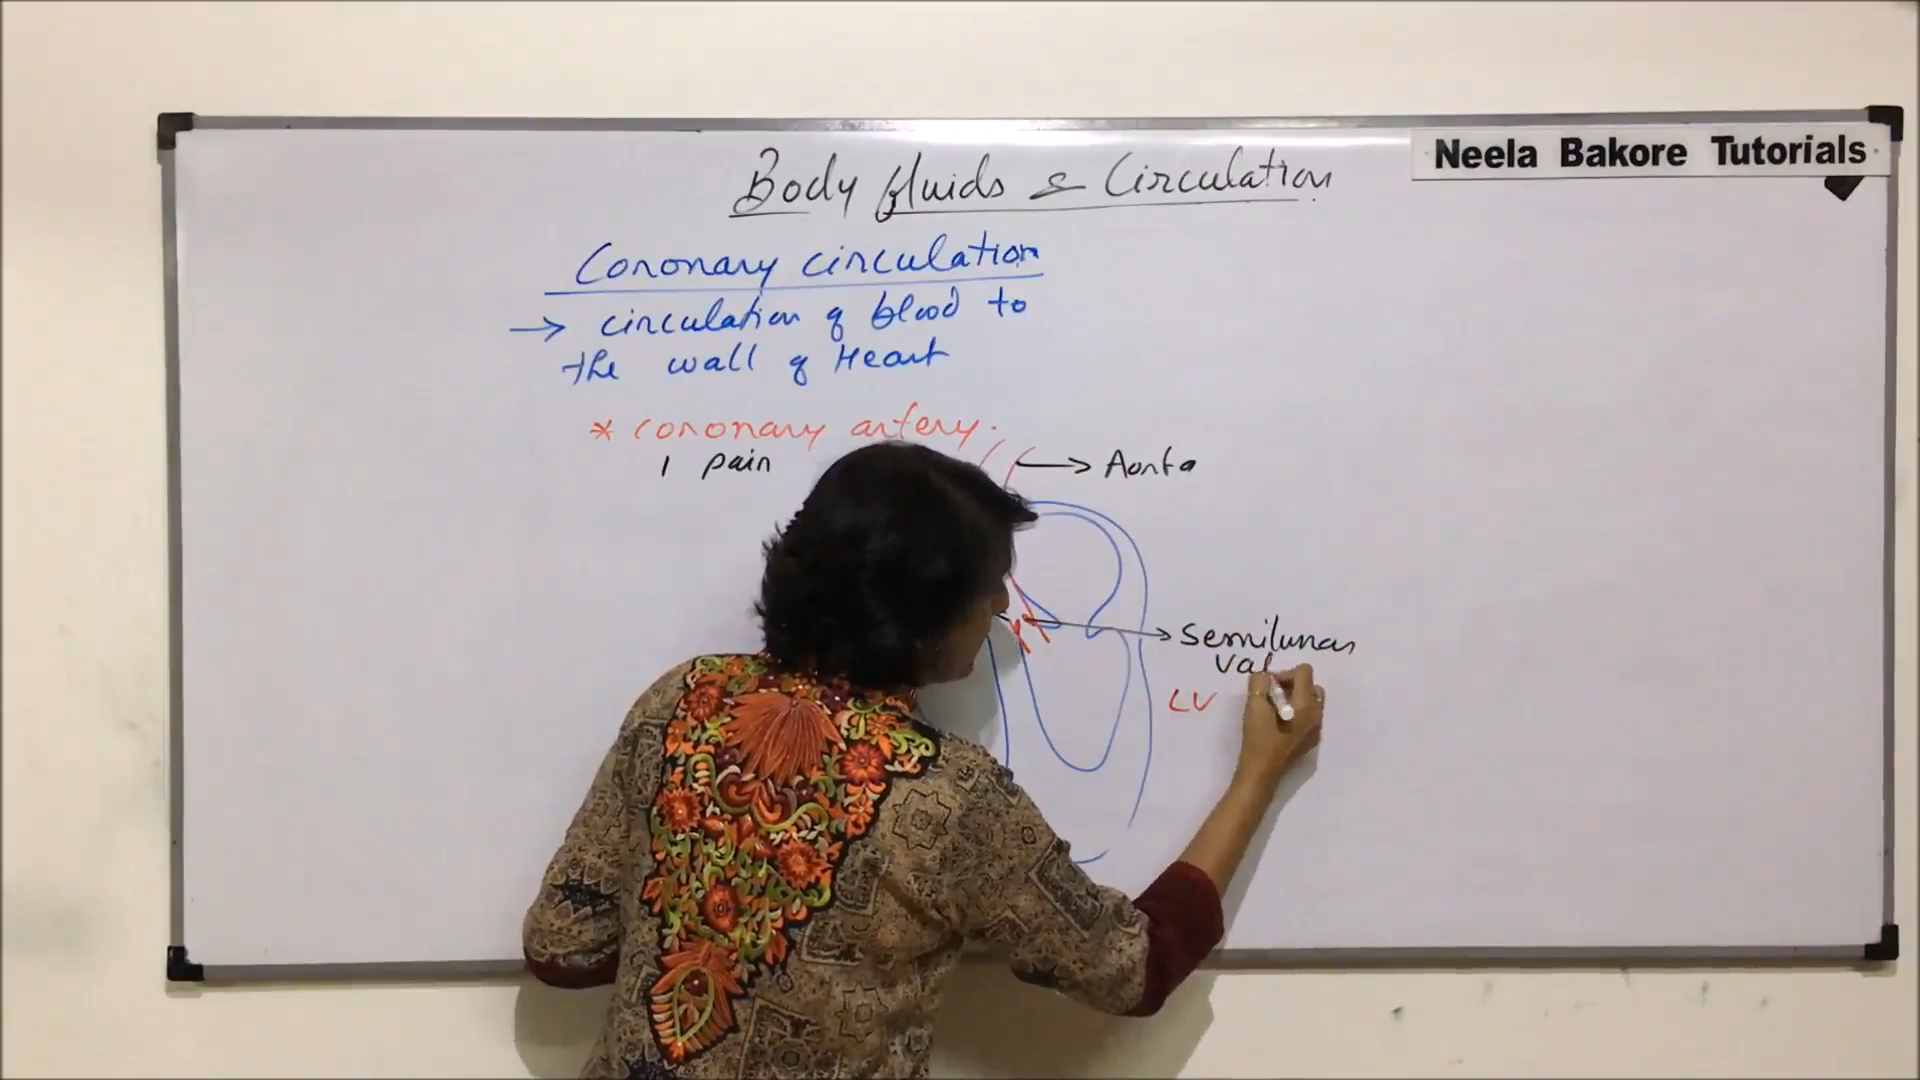 Neela Bakore Tutorials
Body fluids & Circulation
Coronary circulation
→ circulation of blood to
the wall of Heart
* coronary artery.
1 pain
→ Aorta
→ Semilunar
val
LV